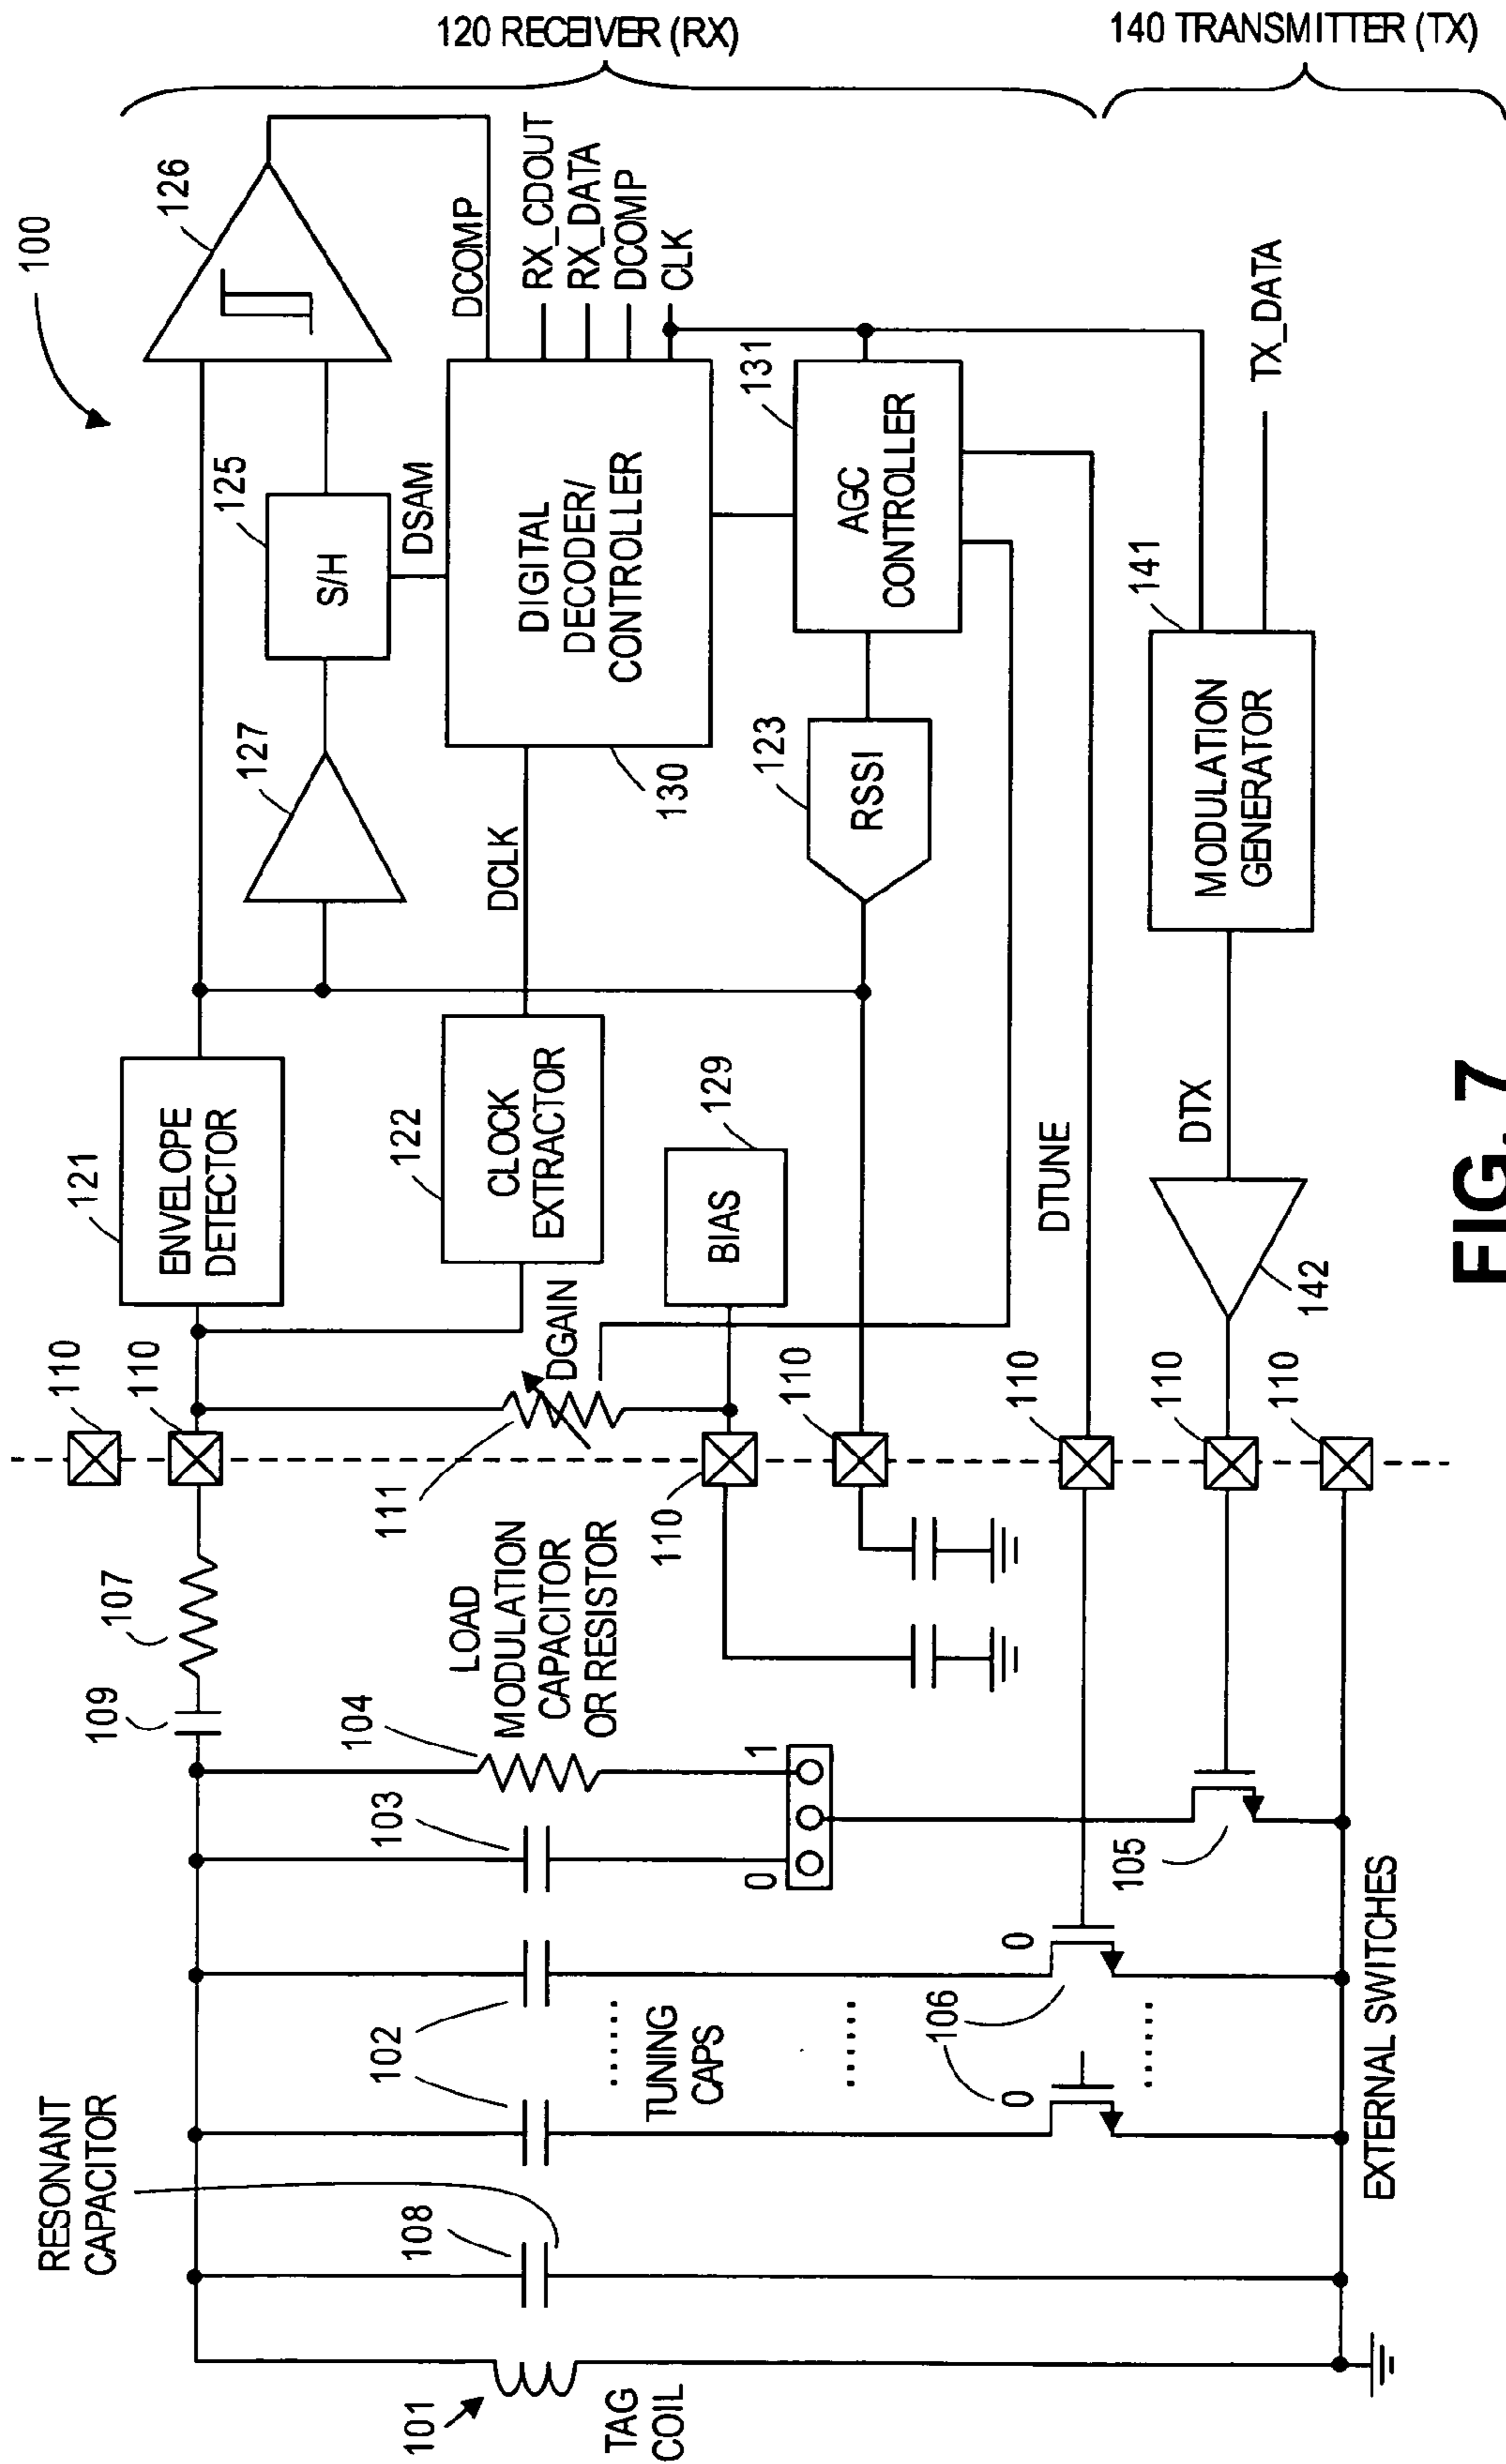 100
120 RECEIVER (RX)
140 TRANSMITTER (TX)
126
125
S/H
127
DCOMP
RX_CDOUT
RX_DATA
DCOMP
CLK
DSAM
DIGITAL
DECODER/
CONTROLLER
130
131
AGC
CONTROLLER
123
RSSI
DCLK
121
ENVELOPE
DETECTOR
122
CLOCK
EXTRACTOR
129
BIAS
DGAIN
111
DTUNE
TX_DATA
141
MODULATION
GENERATOR
DTX
142
110
110
110
110
110
110
110
107
109
LOAD
MODULATION
CAPACITOR
OR RESISTOR
104
103
0
1
105
102
TUNING
CAPS
106
0
0
EXTERNAL SWITCHES
RESONANT
CAPACITOR
108
101
TAG
COIL
FIG. 7